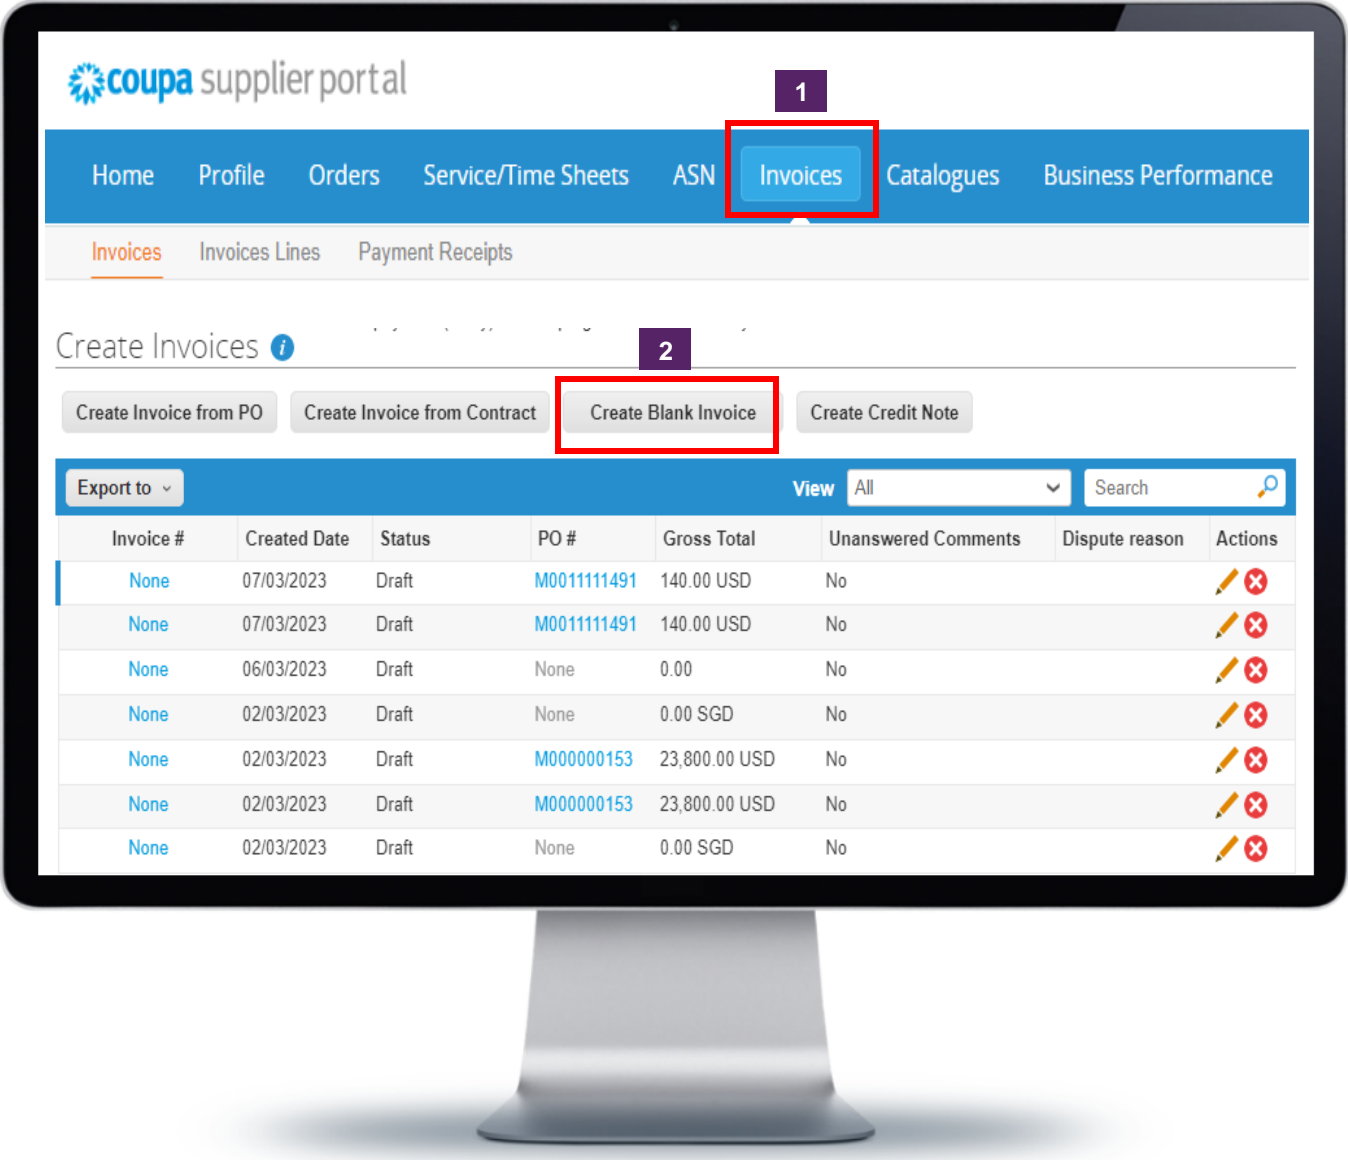 coupa supplier portal
1
Home Profile Orders Service/Time Sheets ASN Invoices Catalogues Business Performance
Invoices Invoices Lines Payment Receipts
Create Invoices i
2
Create Invoice from PO Create Invoice from Contract Create Blank Invoice Create Credit Note
Export to View All Search
Invoice # Created Date Status PO # Gross Total Unanswered Comments Dispute reason Actions
None 07/03/2023 Draft M0011111491 140.00 USD No
None 07/03/2023 Draft M0011111491 140.00 USD No
None 06/03/2023 Draft None 0.00 No
None 02/03/2023 Draft None 0.00 SGD No
None 02/03/2023 Draft M000000153 23,800.00 USD No
None 02/03/2023 Draft M000000153 23,800.00 USD No
None 02/03/2023 Draft None 0.00 SGD No